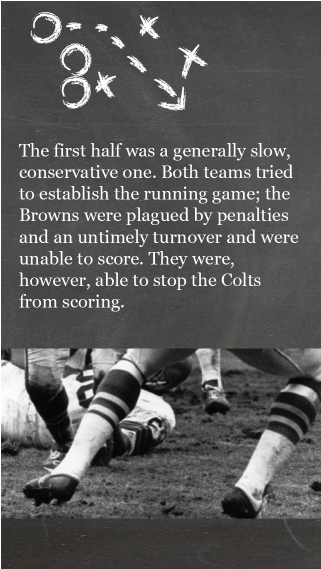 The first half was a generally slow,
conservative one. Both teams tried
to establish the running game; the
Browns were plagued by penalties
and an untimely turnover and were
unable to score. They were,
however, able to stop the Colts
from scoring.